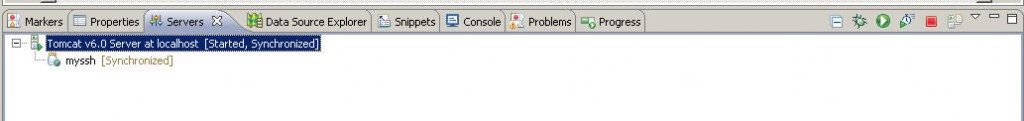 Markers Properties Servers Data Source Explorer Snippets Console Problems Progress
Tomcat v6.0 Server at localhost [Started, Synchronized]
myssh [Synchronized]